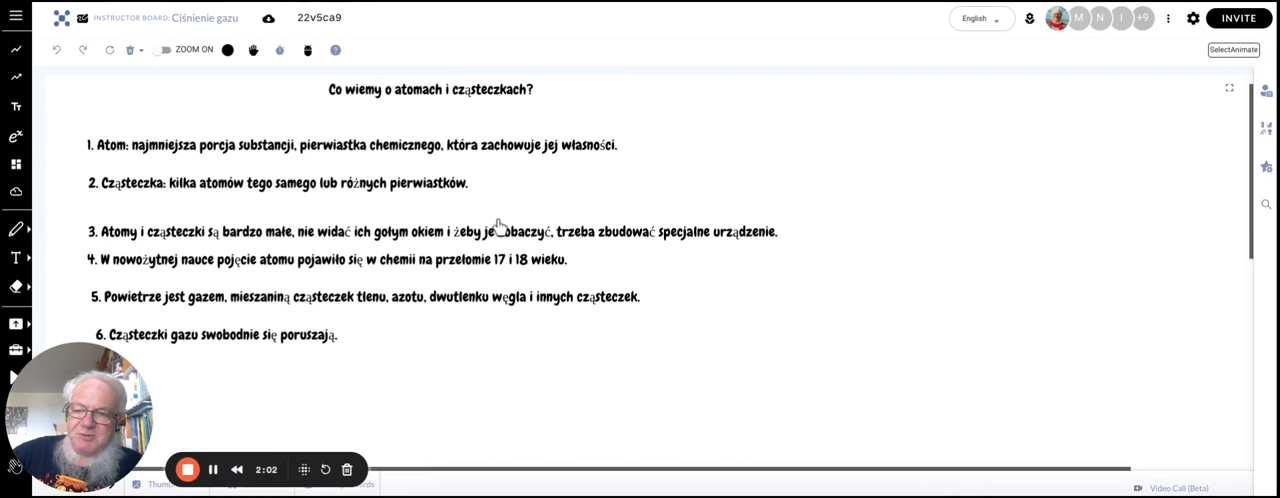 INSTRUCTOR BOARD: Ciśnienie gazu
22v5ca9
English
M N I +9
INVITE
ZOOM ON
SelectAnimate
Co wiemy o atomach i cząsteczkach?
1. Atom: najmniejsza porcja substancji, pierwiastka chemicznego, która zachowuje jej własności.
2. Cząsteczka: kilka atomów tego samego lub różnych pierwiastków.
3. Atomy i cząsteczki są bardzo małe, nie widać ich gołym okiem i żeby je zobaczyć, trzeba zbudować specjalne urządzenie.
4. W nowożytnej nauce pojęcie atomu pojawiło się w chemii na przełomie 17 i 18 wieku.
5. Powietrze jest gazem, mieszaniną cząsteczek tlenu, azotu, dwutlenku węgla i innych cząsteczek.
6. Cząsteczki gazu swobodnie się poruszają.
2:02
Video Call (Beta)